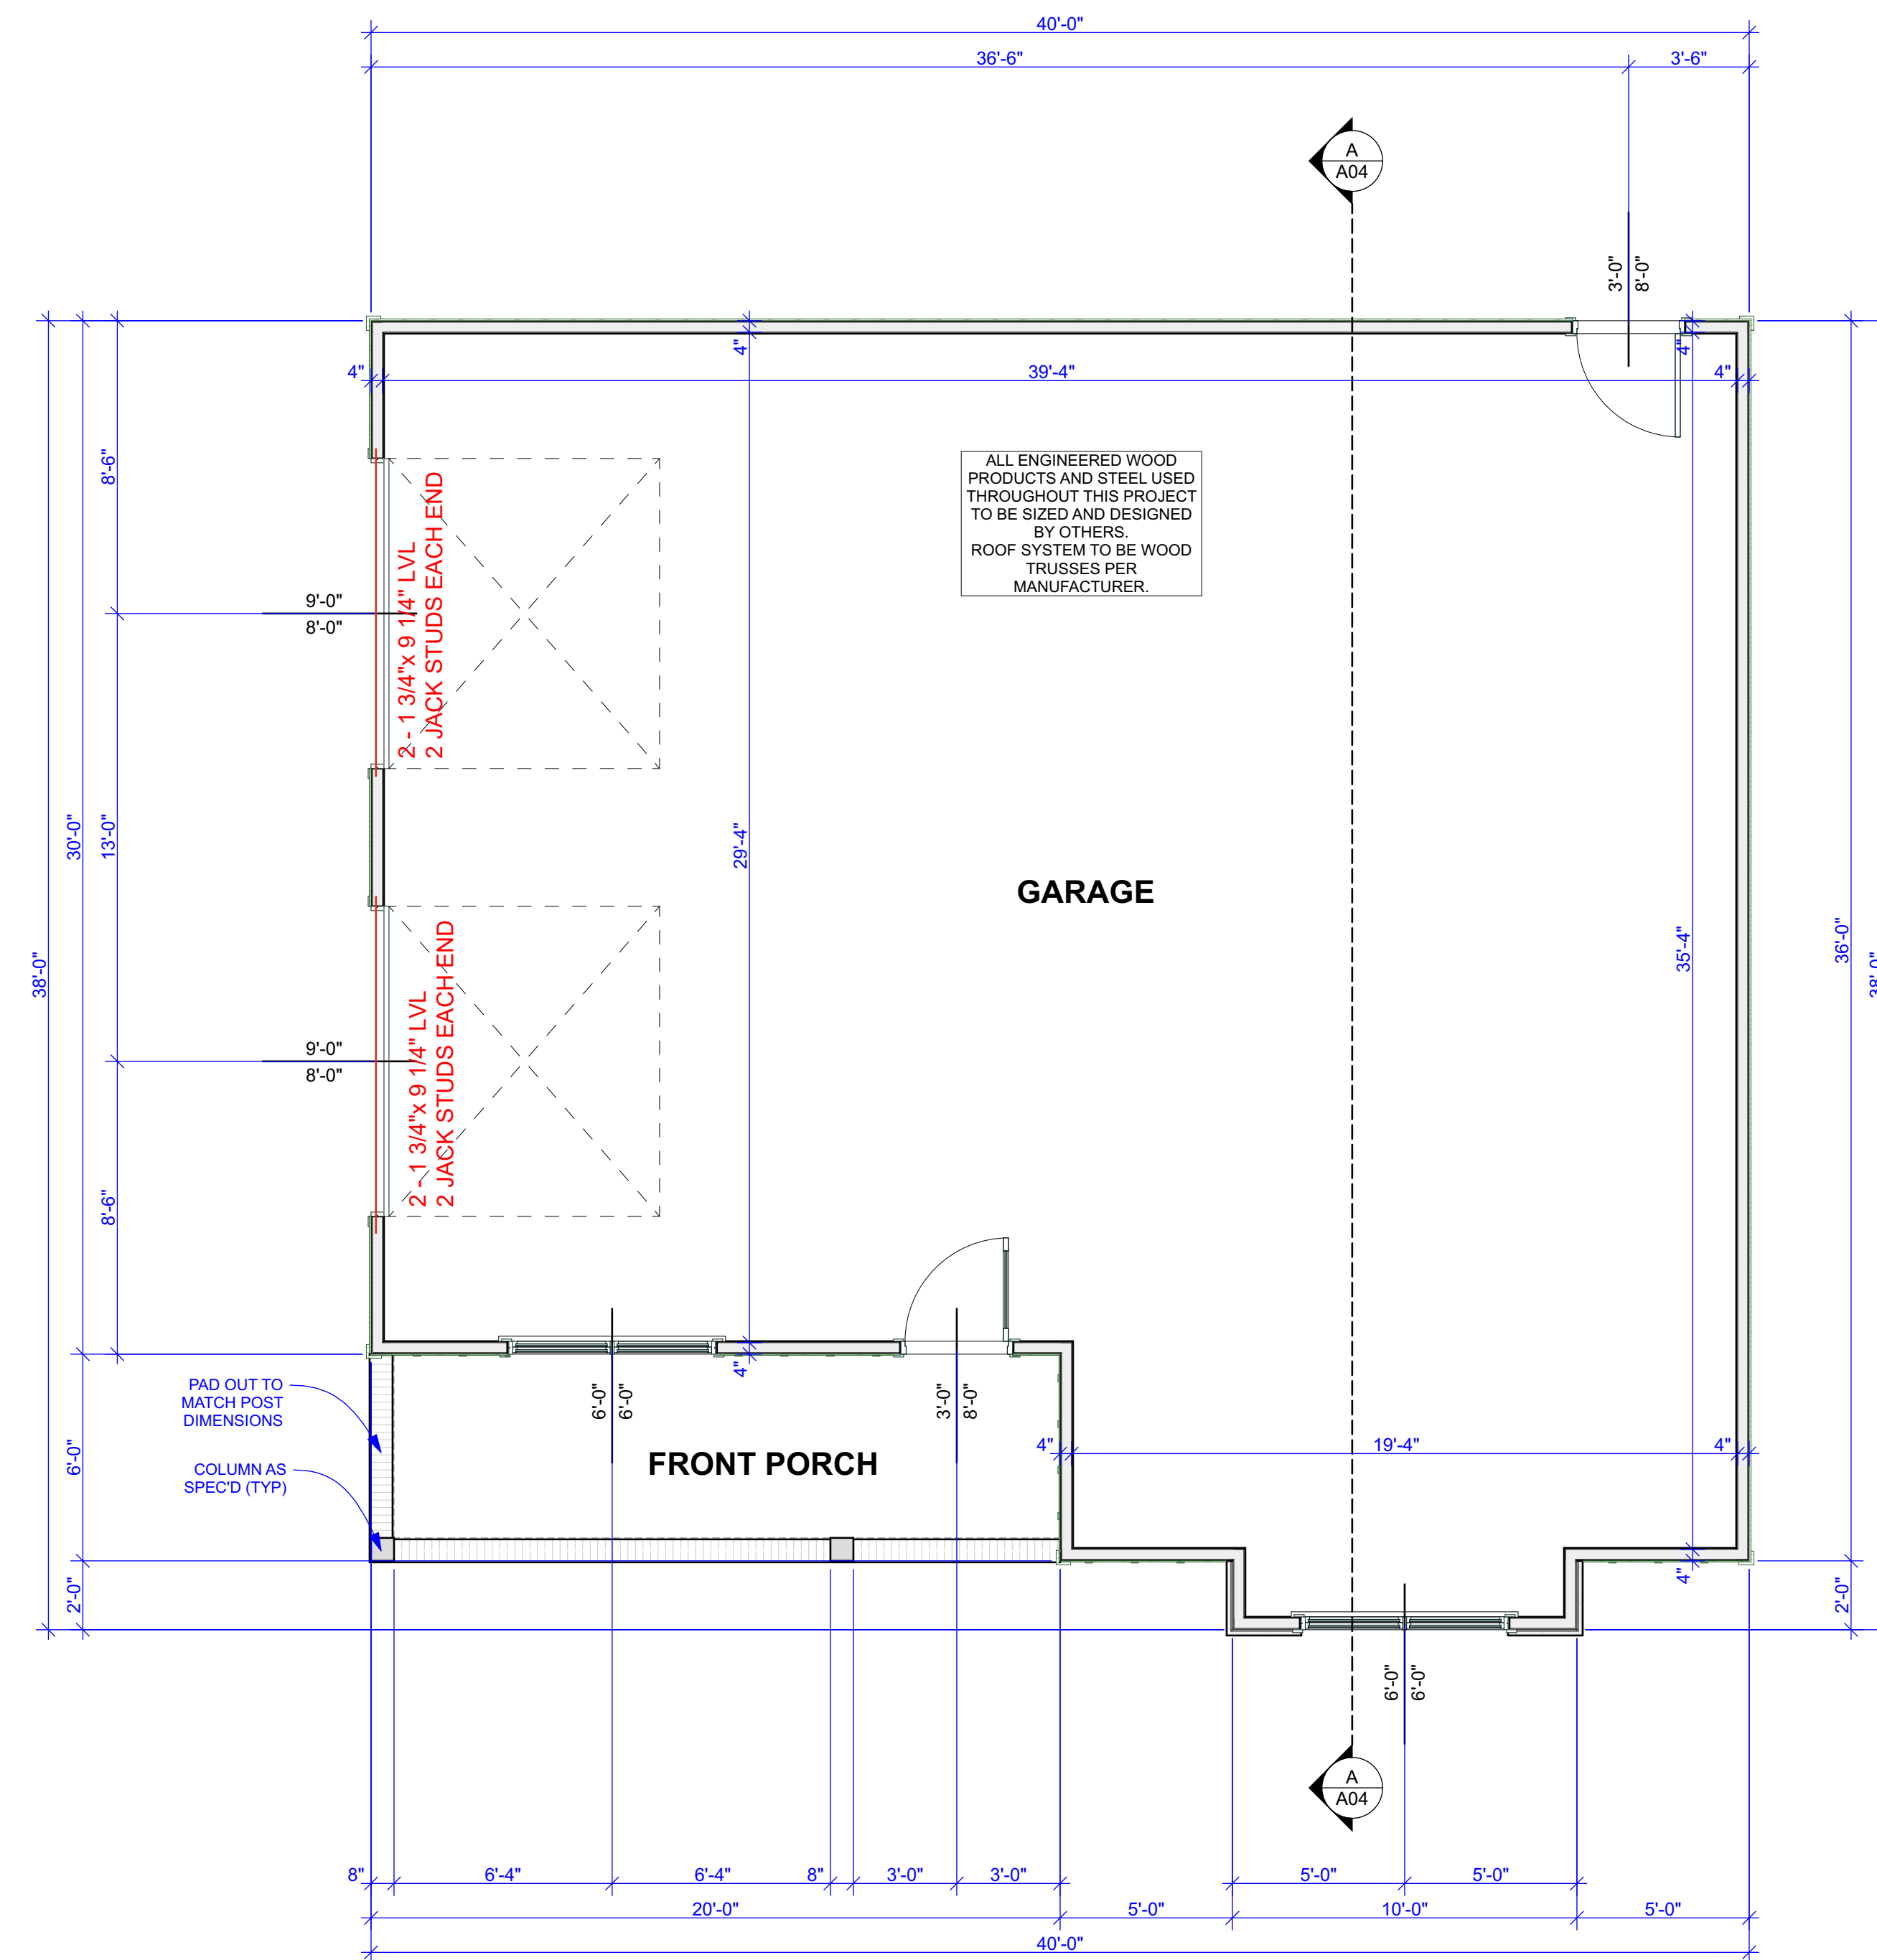 40'-0"
36'-6"
3'-6"
A
A04
3'-0"
8'-0"
4"
4"
4"
39'-4"
4"
8'-6"
ALL ENGINEERED WOOD
PRODUCTS AND STEEL USED
THROUGHOUT THIS PROJECT
TO BE SIZED AND DESIGNED
BY OTHERS.
ROOF SYSTEM TO BE WOOD
TRUSSES PER
MANUFACTURER.
2 - 1 3/4"x 9 1/4" LVL
2 JACK STUDS EACH END
9'-0"
8'-0"
30'-0"
13'-0"
29'-4"
GARAGE
38'-0"
35'-4"
36'-0"
38'-0"
2 - 1 3/4"x 9 1/4" LVL
2 JACK STUDS EACH END
9'-0"
8'-0"
8'-6"
4"
PAD OUT TO
MATCH POST
DIMENSIONS
6'-0"
6'-0"
3'-0"
8'-0"
6'-0"
FRONT PORCH
4"
19'-4"
4"
COLUMN AS
SPEC'D (TYP)
4"
2'-0"
2'-0"
6'-0"
6'-0"
A
A04
8"
6'-4"
6'-4"
8"
3'-0"
3'-0"
5'-0"
5'-0"
20'-0"
5'-0"
10'-0"
5'-0"
40'-0"